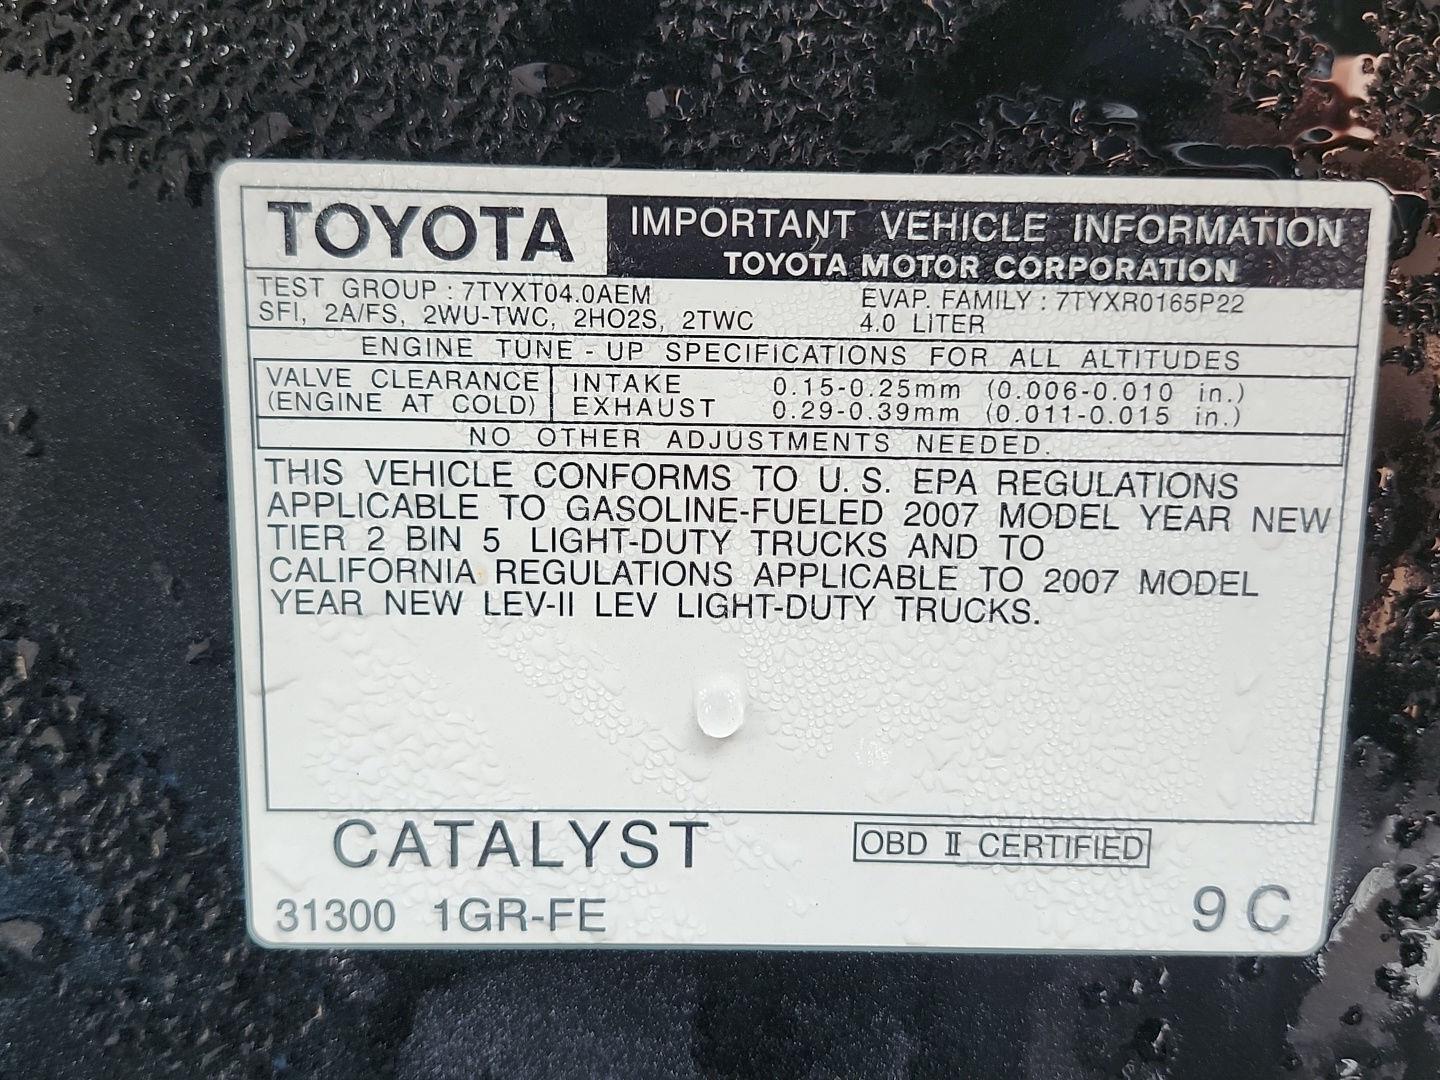 TOYOTA IMPORTANT VEHICLE INFORMATION
TOYOTA MOTOR CORPORATION
TEST GROUP : 7TYXT04.0AEM EVAP. FAMILY : 7TYXR0165P22
SFI, 2A/FS, 2WU-TWC, 2HO2S, 2TWC 4.0 LITER
ENGINE TUNE - UP SPECIFICATIONS FOR ALL ALTITUDES
VALVE CLEARANCE INTAKE 0.15-0.25mm (0.006-0.010 in.)
(ENGINE AT COLD) EXHAUST 0.29-0.39mm (0.011-0.015 in.)
NO OTHER ADJUSTMENTS NEEDED.
THIS VEHICLE CONFORMS TO U.S. EPA REGULATIONS
APPLICABLE TO GASOLINE-FUELED 2007 MODEL YEAR NEW
TIER 2 BIN 5 LIGHT-DUTY TRUCKS AND TO
CALIFORNIA REGULATIONS APPLICABLE TO 2007 MODEL
YEAR NEW LEV-II LEV LIGHT-DUTY TRUCKS.
CATALYST OBD II CERTIFIED
31300 1GR-FE 9 C